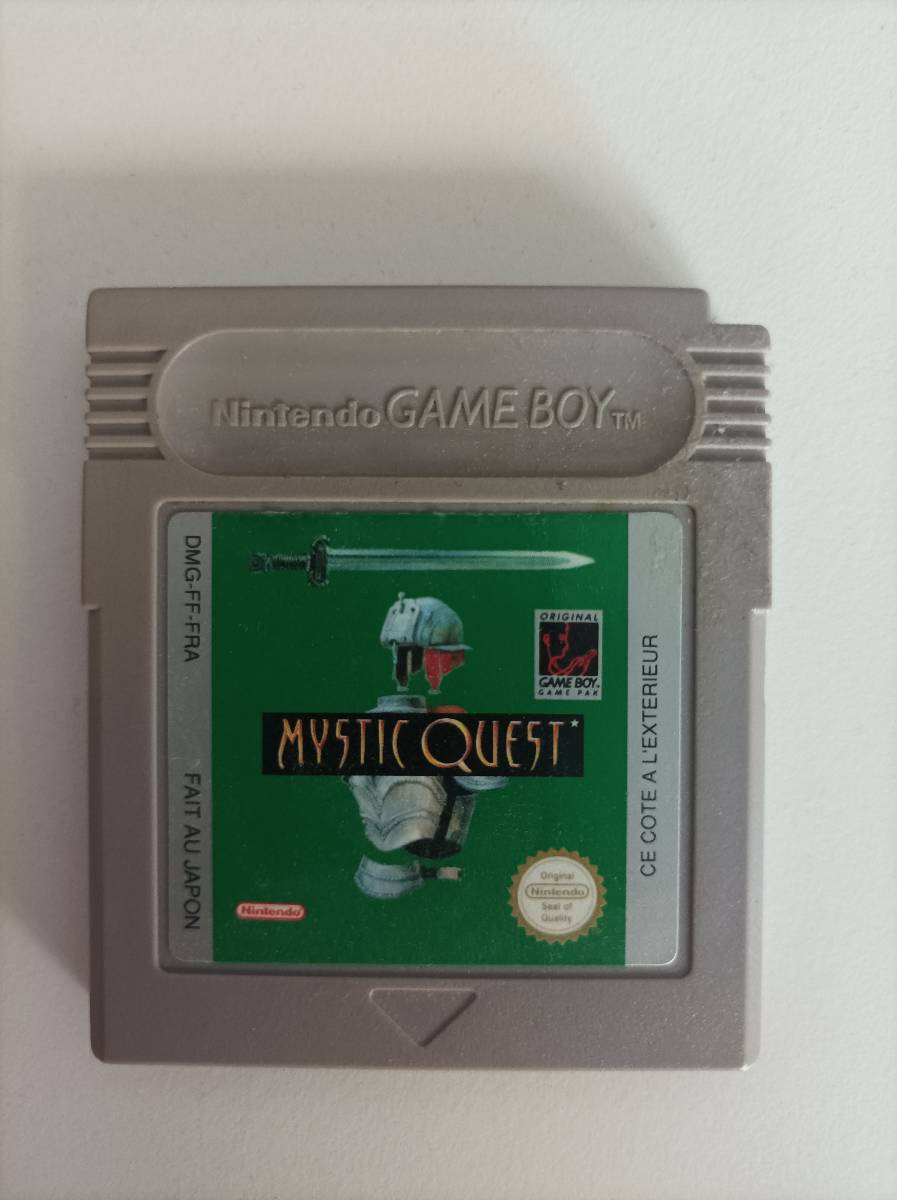 Nintendo GAME BOY TM
DMG-FF-FRA
FAIT AU JAPON
ORIGINAL
GAME BOY
GAME PAK
MYSTIC QUEST
CE COTE A L'EXTERIEUR
Nintendo
Original
Nintendo
Seal of
Quality